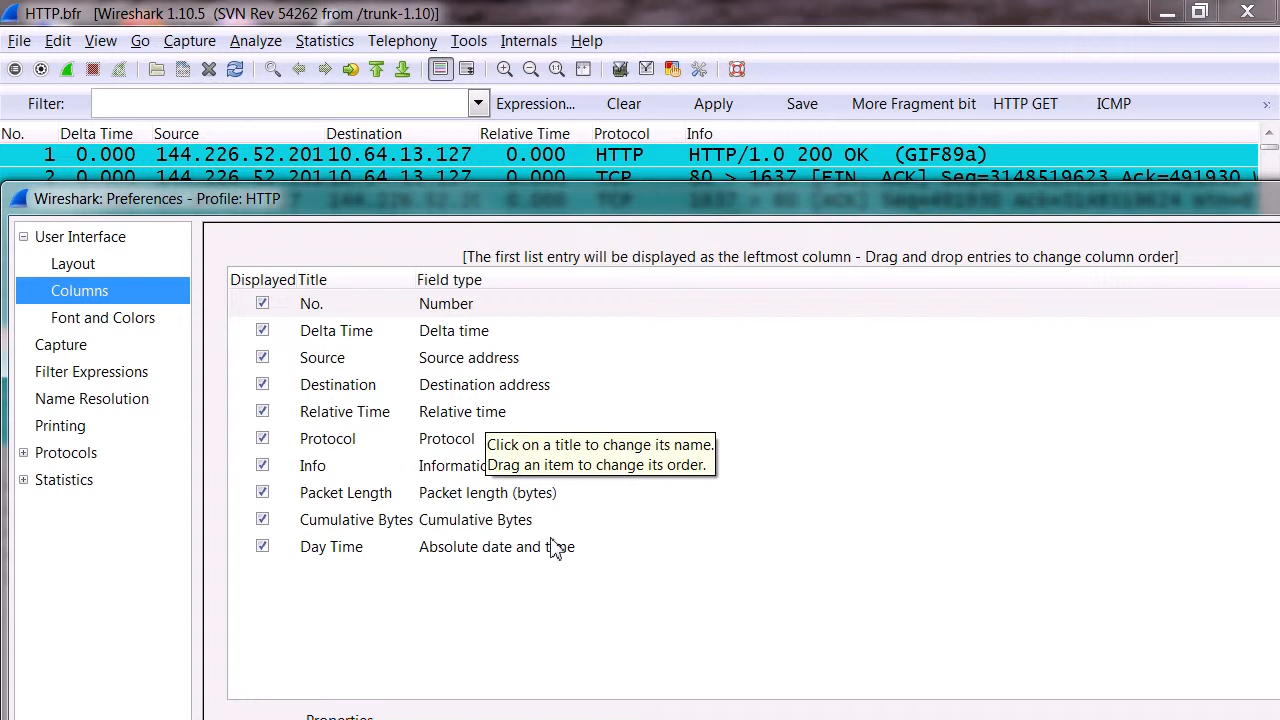 HTTP.bfr [Wireshark 1.10.5 (SVN Rev 54262 from /trunk-1.10)]
File Edit View Go Capture Analyze Statistics Telephony Tools Internals Help
Filter: Expression... Clear Apply Save More Fragment bit HTTP GET ICMP
No. Delta Time Source Destination Relative Time Protocol Info
1 0.000 144.226.52.201 10.64.13.127 0.000 HTTP HTTP/1.0 200 OK (GIF89a)
2 0.000 144.226.52.201 10.64.13.127 0.000 TCP 80 > 1637 [FIN, ACK] Seq=3148519623 Ack=491930 W
Wireshark: Preferences - Profile: HTTP
User Interface
Layout
Columns
Font and Colors
Capture
Filter Expressions
Name Resolution
Printing
Protocols
Statistics
[The first list entry will be displayed as the leftmost column - Drag and drop entries to change column order]
Displayed Title Field type
No. Number
Delta Time Delta time
Source Source address
Destination Destination address
Relative Time Relative time
Protocol Protocol
Info Informatio
Packet Length Packet length (bytes)
Cumulative Bytes Cumulative Bytes
Day Time Absolute date and time
Click on a title to change its name.
Drag an item to change its order.
Properties